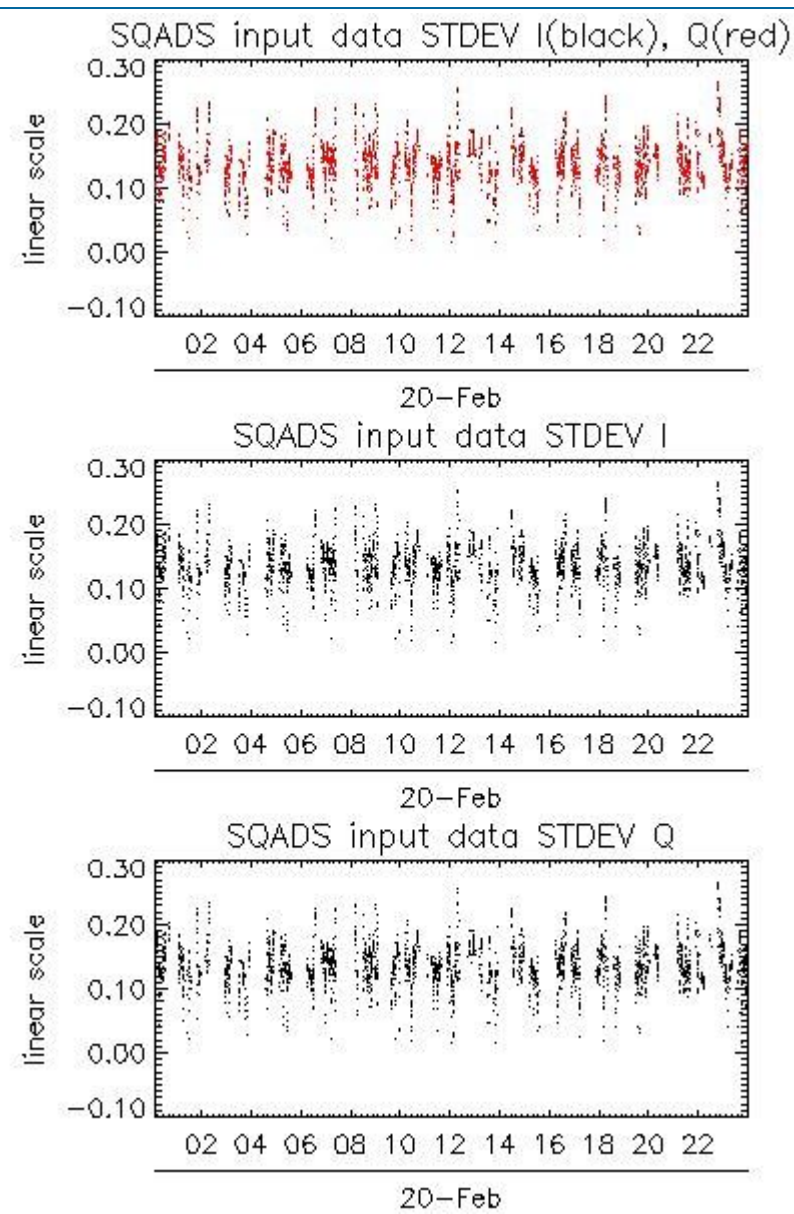 SQADS input data STDEV I(black), Q(red)
linear scale
0.30
0.20
0.10
0.00
−0.10
02 04 06 08 10 12 14 16 18 20 22
20−Feb
SQADS input data STDEV I
linear scale
0.30
0.20
0.10
0.00
−0.10
02 04 06 08 10 12 14 16 18 20 22
20−Feb
SQADS input data STDEV Q
linear scale
0.30
0.20
0.10
0.00
−0.10
02 04 06 08 10 12 14 16 18 20 22
20−Feb